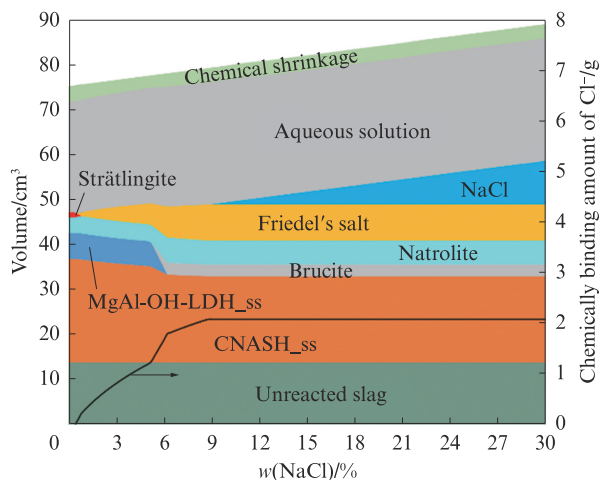 90
80
70
60
50
40
30
20
10
0
Volume/cm³
8
7
6
5
4
3
2
1
0
Chemically binding amount of Cl⁻/g
Chemical shrinkage
Aqueous solution
Strätlingite
NaCl
Friedel's salt
Natrolite
Brucite
MgAl-OH-LDH_ss
CNASH_ss
Unreacted slag
3 6 9 12 15 18 21 24 27 30
w(NaCl)/%